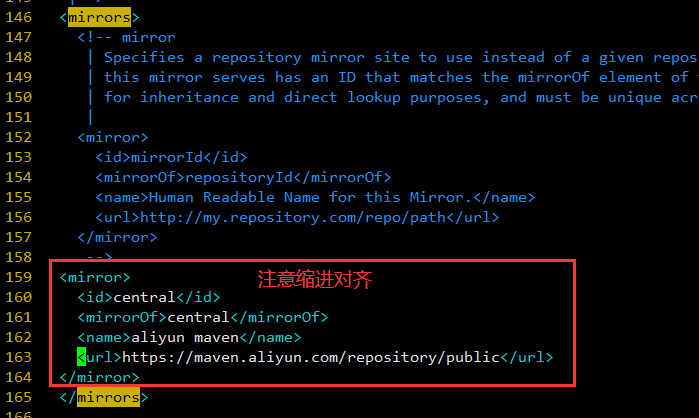 146 <mirrors>
147 <!-- mirror
148 | Specifies a repository mirror site to use instead of a given repos
149 | this mirror serves has an ID that matches the mirrorOf element of
150 | for inheritance and direct lookup purposes, and must be unique acr
151 |
152 <mirror>
153 <id>mirrorId</id>
154 <mirrorOf>repositoryId</mirrorOf>
155 <name>Human Readable Name for this Mirror.</name>
156 <url>http://my.repository.com/repo/path</url>
157 </mirror>
158 -->
159 <mirror> 注意缩进对齐
160 <id>central</id>
161 <mirrorOf>central</mirrorOf>
162 <name>aliyun maven</name>
163 <url>https://maven.aliyun.com/repository/public</url>
164 </mirror>
165 </mirrors>